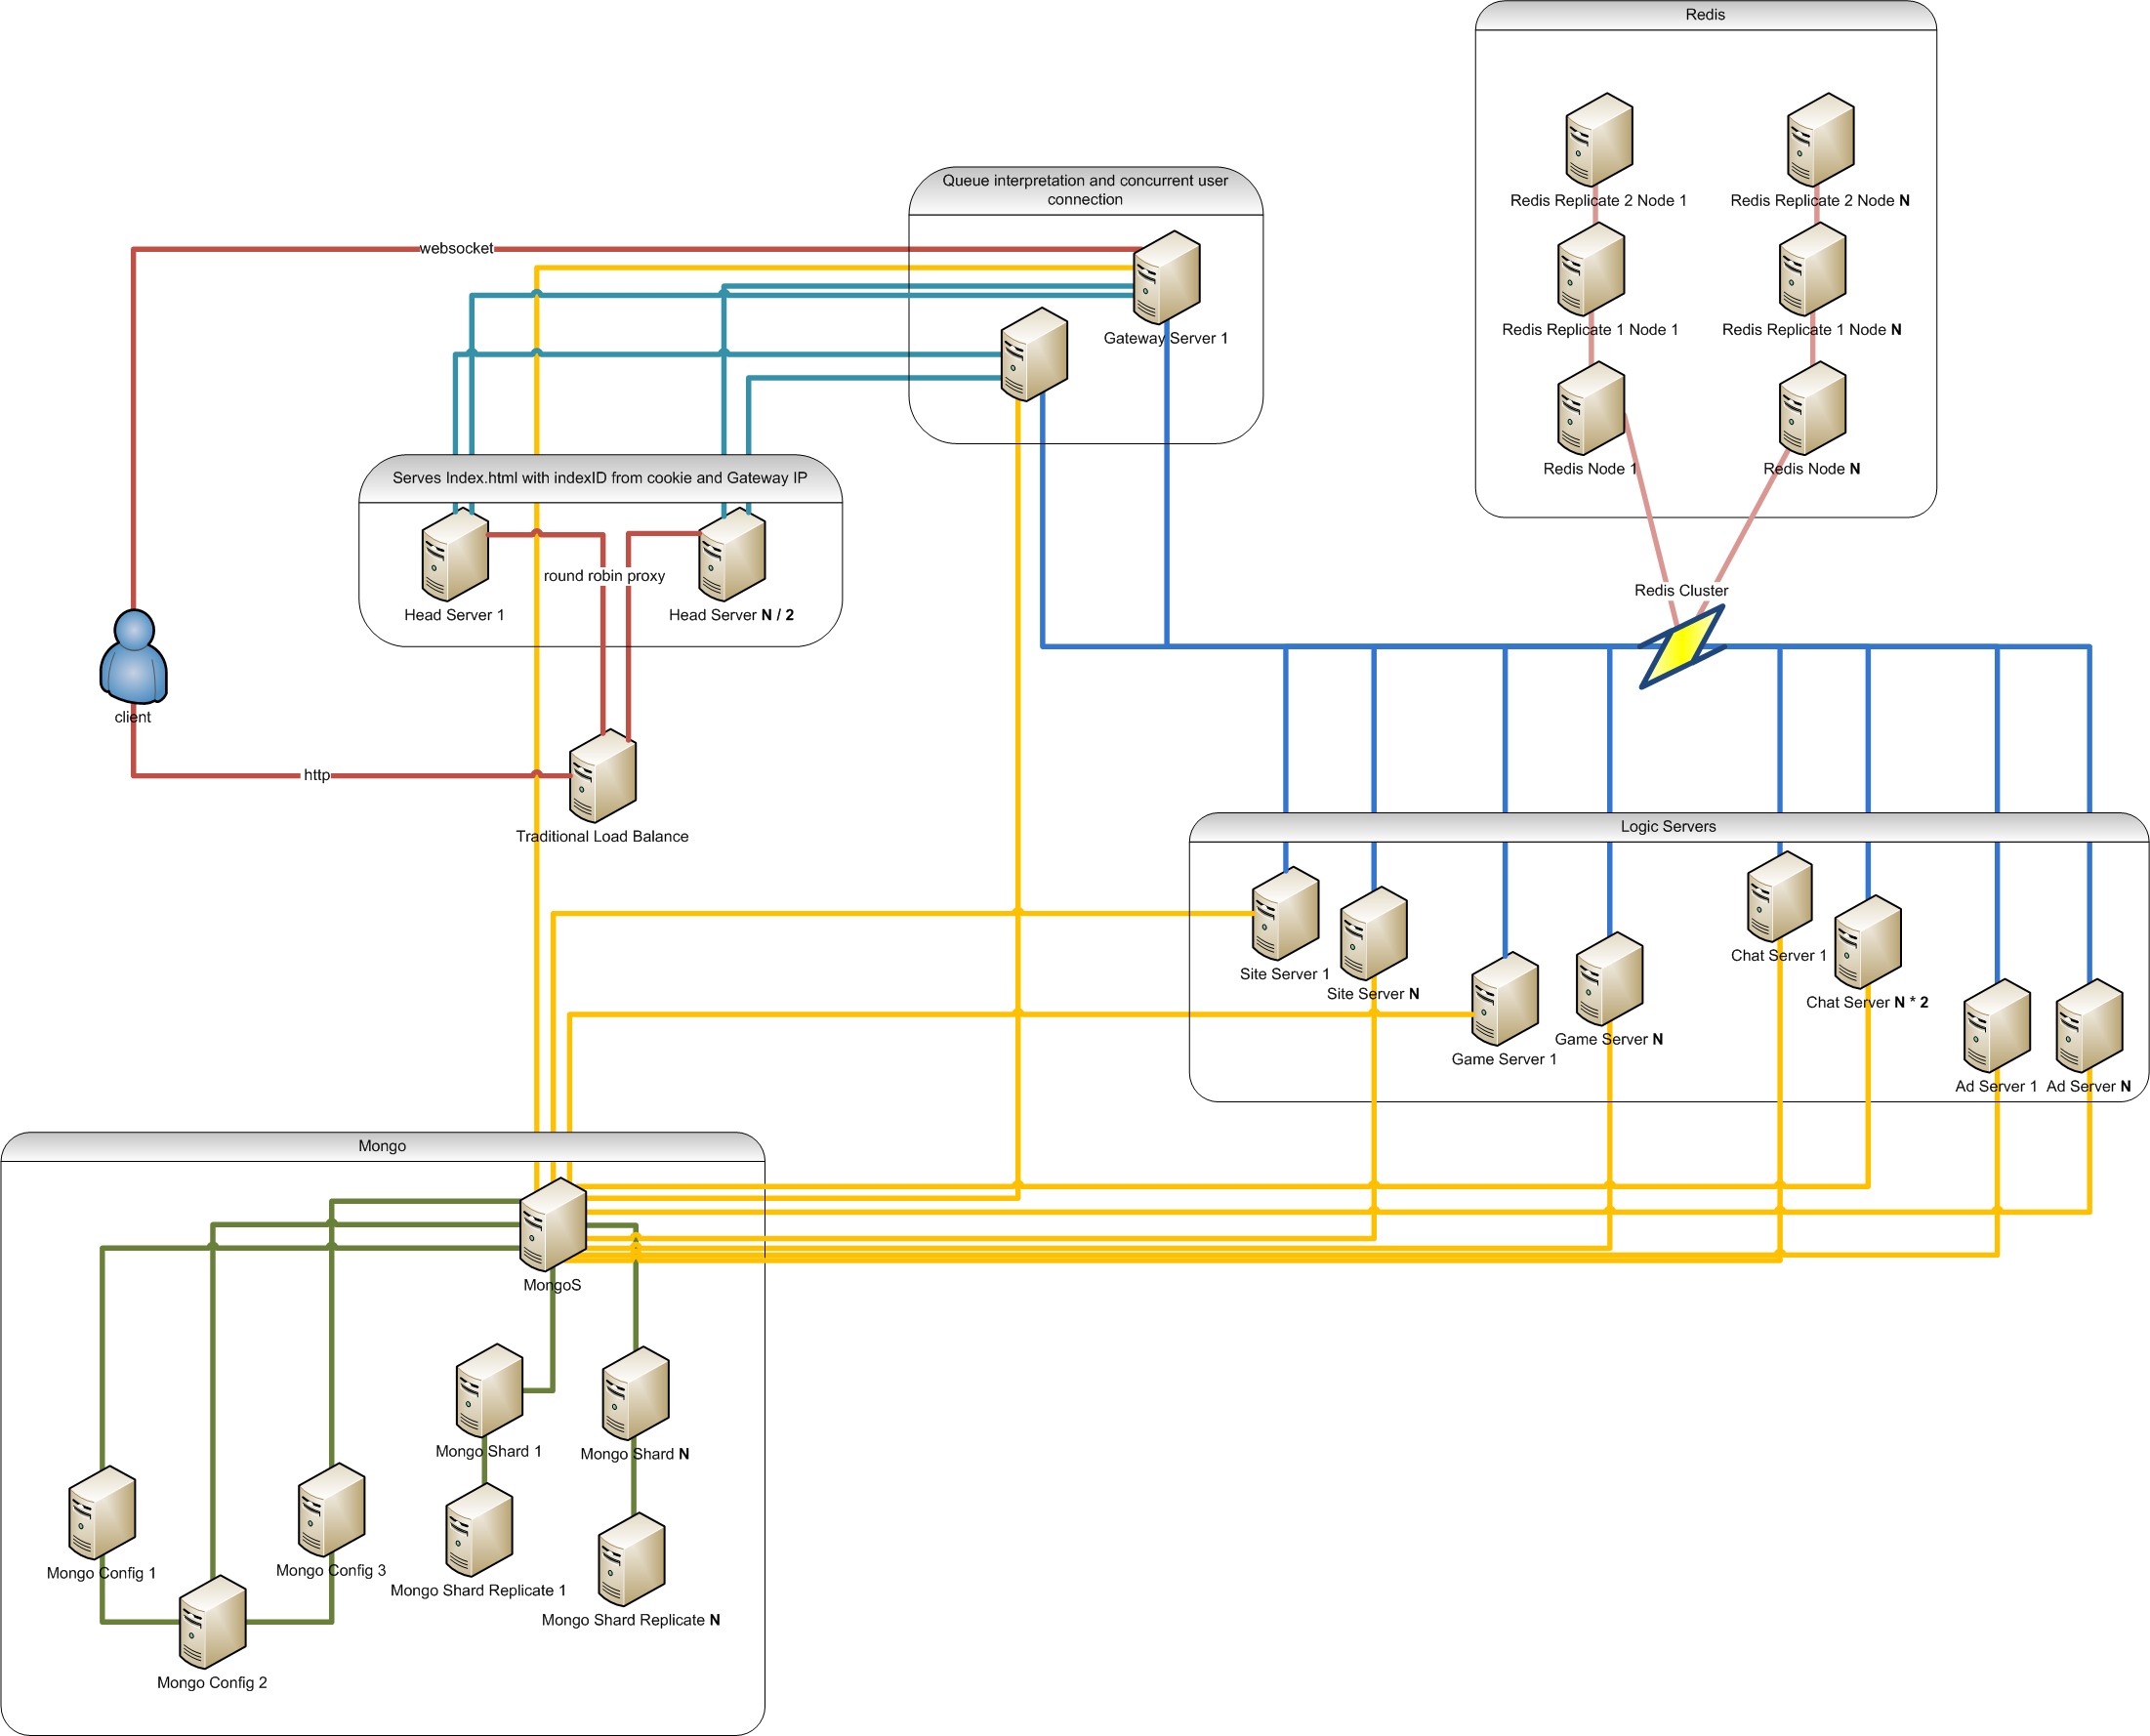 Redis
Redis Replicate 2 Node 1
Redis Replicate 2 Node N
Redis Replicate 1 Node 1
Redis Replicate 1 Node N
Redis Node 1
Redis Node N
Redis Cluster
Queue interpretation and concurrent user
connection
Gateway Server 1
websocket
Serves Index.html with indexID from cookie and Gateway IP
Head Server 1
round robin proxy
Head Server N / 2
client
http
Traditional Load Balance
Logic Servers
Site Server 1
Site Server N
Game Server 1
Game Server N
Chat Server 1
Chat Server N * 2
Ad Server 1
Ad Server N
Mongo
MongoS
Mongo Shard 1
Mongo Shard N
Mongo Config 1
Mongo Config 3
Mongo Shard Replicate 1
Mongo Shard Replicate N
Mongo Config 2